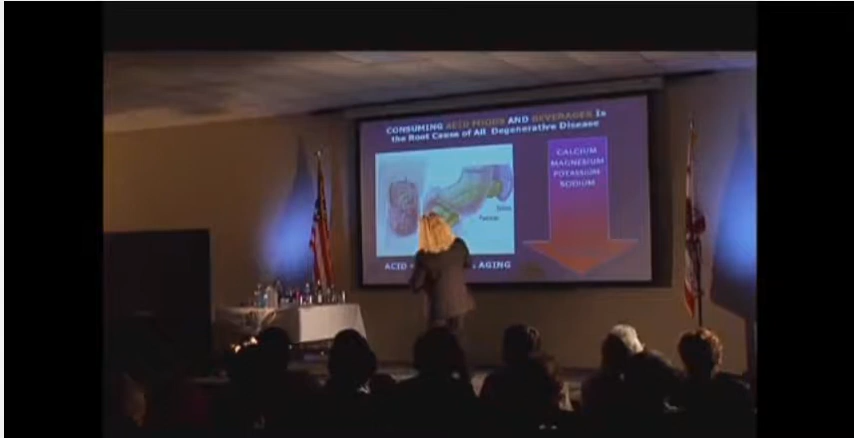 CONSUMING ACID FOODS AND BEVERAGES Is
the Root Cause of All Degenerative Disease
CALCIUM
MAGNESIUM
POTASSIUM
SODIUM
ACID AGING